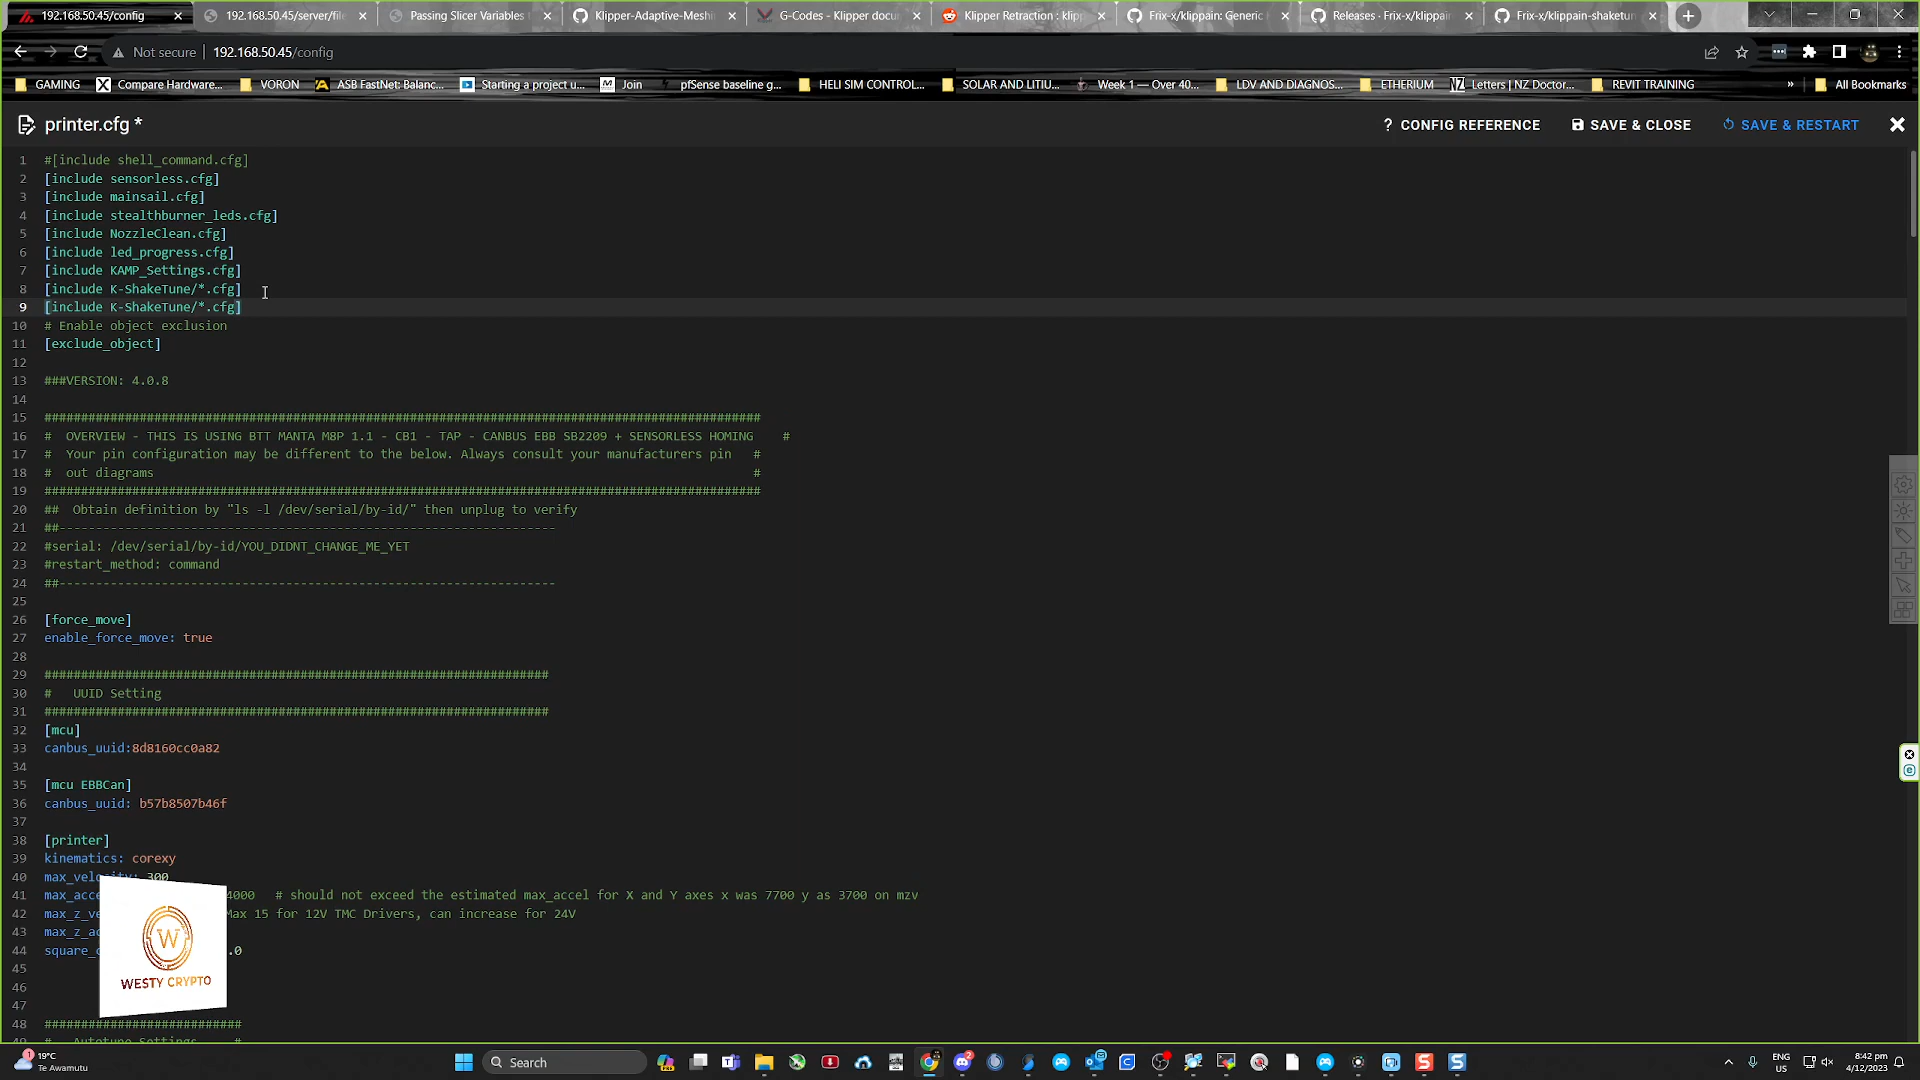 192.168.50.45/config
192.168.50.45/server/file
Passing Slicer Variables
Klipper-Adaptive-Meshi
G-Codes - Klipper docu
Klipper Retraction : klipp
Frix-x/klippain: Generic
Releases · Frix-x/klippain
Frix-x/klippain-shaketun
Not secure
192.168.50.45/config
GAMING
Compare Hardware...
VORON
ASB FastNet: Balanc...
Starting a project u...
Join
pfSense baseline g...
HELI SIM CONTROL...
SOLAR AND LITIU...
Week 1 — Over 40...
LDV AND DIAGNOS...
ETHERIUM
Letters | NZ Doctor...
REVIT TRAINING
»
All Bookmarks
printer.cfg *
? CONFIG REFERENCE
SAVE & CLOSE
SAVE & RESTART
1 #[include shell_command.cfg]
2 [include sensorless.cfg]
3 [include mainsail.cfg]
4 [include stealthburner_leds.cfg]
5 [include NozzleClean.cfg]
6 [include led_progress.cfg]
7 [include KAMP_Settings.cfg]
8 [include K-ShakeTune/*.cfg]
9 [include K-ShakeTune/*.cfg]
10 # Enable object exclusion
11 [exclude_object]
12
13 ###VERSION: 4.0.8
14
15 ##################################################################################################
16 # OVERVIEW - THIS IS USING BTT MANTA M8P 1.1 - CB1 - TAP - CANBUS EBB SB2209 + SENSORLESS HOMING #
17 # Your pin configuration may be different to the below. Always consult your manufacturers pin #
18 # out diagrams #
19 ##################################################################################################
20 ## Obtain definition by "ls -l /dev/serial/by-id/" then unplug to verify
21 ##--------------------------------------------------------------------
22 #serial: /dev/serial/by-id/YOU_DIDNT_CHANGE_ME_YET
23 #restart_method: command
24 ##--------------------------------------------------------------------
25
26 [force_move]
27 enable_force_move: true
28
29 #####################################################################
30 # UUID Setting
31 #####################################################################
32 [mcu]
33 canbus_uuid:8d8160cc0a82
34
35 [mcu EBBCan]
36 canbus_uuid: b57b8507b46f
37
38 [printer]
39 kinematics: corexy
40 max_velocity: 300
41 max_acce 4000 # should not exceed the estimated max_accel for X and Y axes x was 7700 y as 3700 on mzv
42 max_z_ve Max 15 for 12V TMC Drivers, can increase for 24V
43 max_z_ac
44 square_c .0
45
46
47
48 ###########################
# Autotune Settings #
W
WESTY CRYPTO
1
19°C
Te Awamutu
Search
2
ENG
US
8:42 pm
4/12/2023